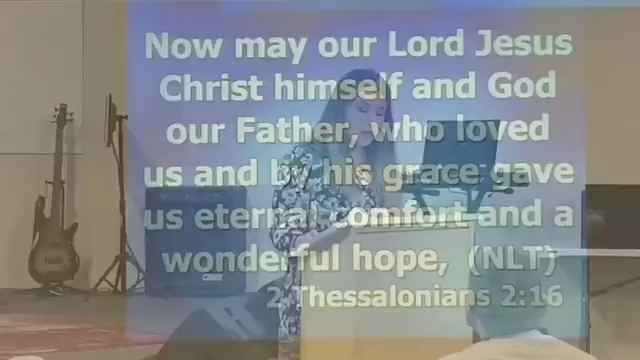 Now may our Lord Jesus
Christ himself and God
our Father, who loved
us and by his grace gave
us eternal comfort and a
wonderful hope, (NLT)
2 Thessalonians 2:16